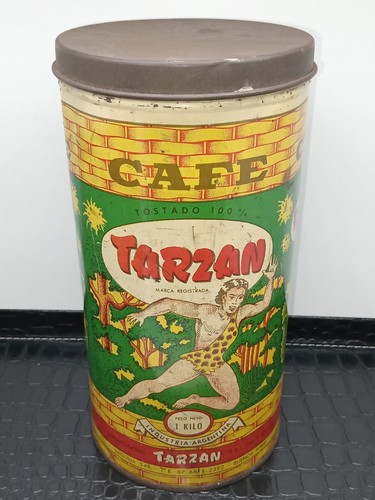 CAFE
TOSTADO 100%
TARZAN
MARCA REGISTRADA
PESO NETO
1 KILO
INDUSTRIA ARGENTINA
TARZAN